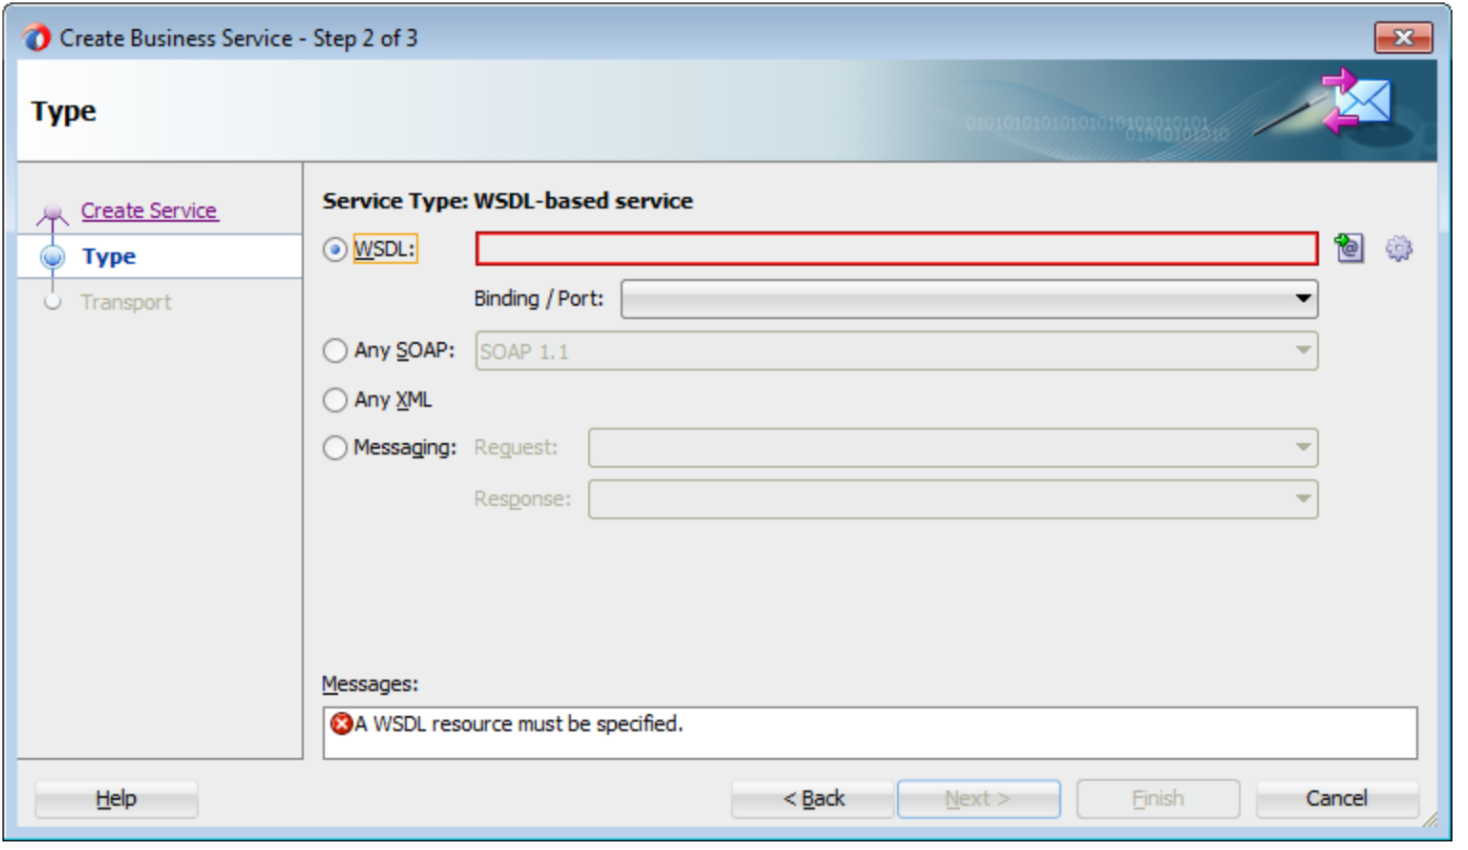 Create Business Service - Step 2 of 3
Type
01010101010101010101010101
01010101010
Create Service
Type
Transport
Service Type: WSDL-based service
WSDL:
Binding / Port:
Any SOAP: SOAP 1.1
Any XML
Messaging: Request:
Response:
Messages:
A WSDL resource must be specified.
Help < Back Next > Finish Cancel